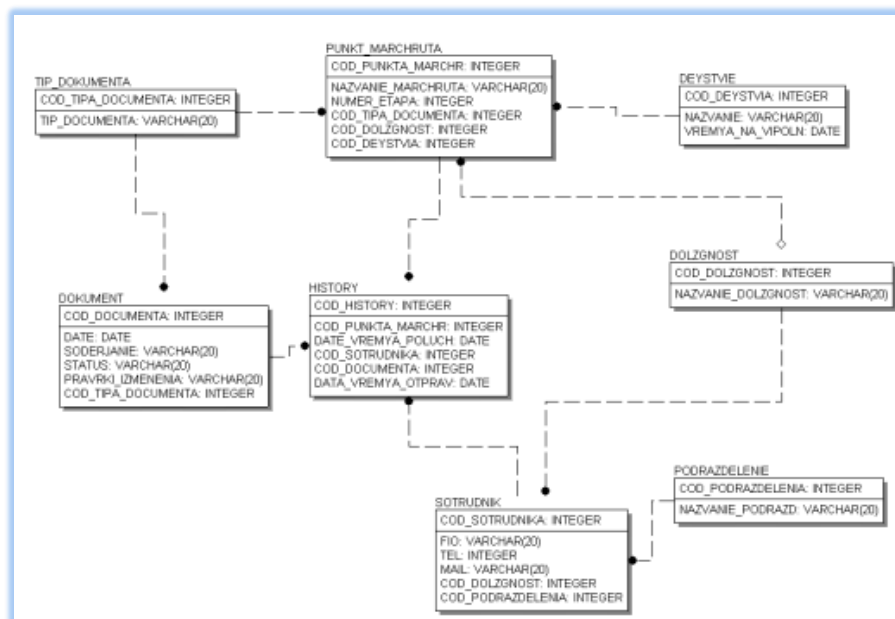 PUNKT_MARCHRUTA
COD_PUNKTA_MARCHR: INTEGER
NAZVANIE_MARCHRUTA: VARCHAR(20)
NUMER_ETAPA: INTEGER
COD_TIPA_DOCUMENTA: INTEGER
COD_DOLZGNOST: INTEGER
COD_DEYSTVIA: INTEGER
TIP_DOKUMENTA
COD_TIPA_DOCUMENTA: INTEGER
TIP_DOCUMENTA: VARCHAR(20)
DEYSTVIE
COD_DEYSTVIA: INTEGER
NAZVANIE: VARCHAR(20)
VREMYA_NA_VIPOLN: DATE
DOLZGNOST
COD_DOLZGNOST: INTEGER
NAZVANIE_DOLZGNOST: VARCHAR(20)
DOKUMENT
COD_DOCUMENTA: INTEGER
DATE: DATE
SODERJANIE: VARCHAR(20)
STATUS: VARCHAR(20)
PRAVRKI_IZMENENIA: VARCHAR(20)
COD_TIPA_DOCUMENTA: INTEGER
HISTORY
COD_HISTORY: INTEGER
COD_PUNKTA_MARCHR: INTEGER
DATE_VREMYA_POLUCH: DATE
COD_SOTRUDNIKA: INTEGER
COD_DOCUMENTA: INTEGER
DATA_VREMYA_OTPRAV: DATE
PODRAZDELENIE
COD_PODRAZDELENIA: INTEGER
NAZVANIE_PODRAZD: VARCHAR(20)
SOTRUDNIK
COD_SOTRUDNIKA: INTEGER
FIO: VARCHAR(20)
TEL: INTEGER
MAIL: VARCHAR(20)
COD_DOLZGNOST: INTEGER
COD_PODRAZDELENIA: INTEGER